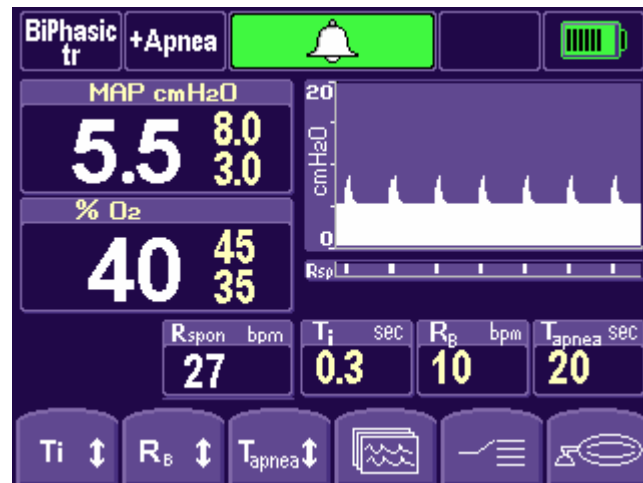 BiPhasic tr +Apnea
MAP cmH2O
5.5 8.0 3.0
% O2
40 45 35
20
cmH2O
0
Rsp
Rspon bpm
27
Ti sec
0.3
RB bpm
10
Tapnea sec
20
Ti RB Tapnea